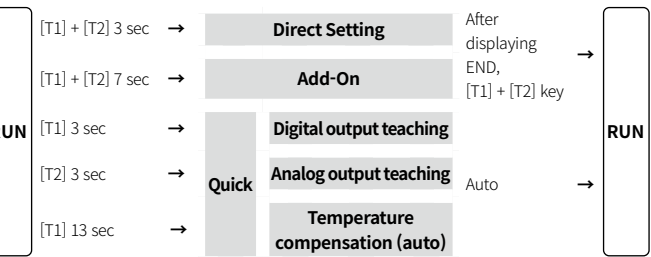 [T1] + [T2] 3 sec → Direct Setting
After
displaying
END,
[T1] + [T2] key
→
[T1] + [T2] 7 sec → Add-On
UN
[T1] 3 sec → Digital output teaching
RUN
[T2] 3 sec → Quick Analog output teaching Auto →
[T1] 13 sec → Temperature
compensation (auto)